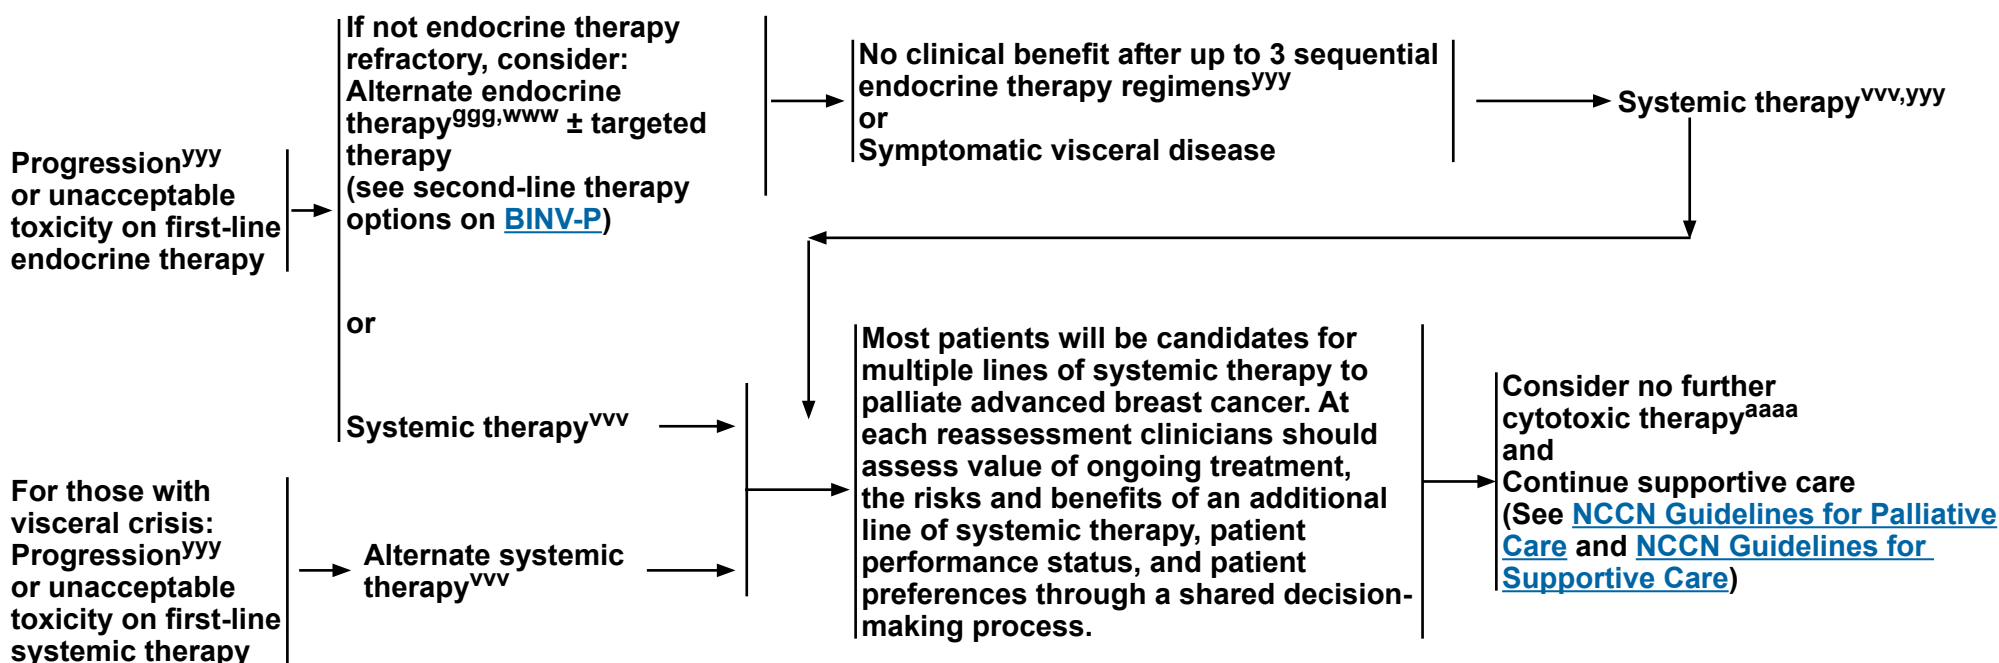 Progressionyyy
or unacceptable
toxicity on first-line
endocrine therapy
If not endocrine therapy
refractory, consider:
Alternate endocrine
therapyggg,www ± targeted
therapy
(see second-line therapy
options on BINV-P)
or
Systemic therapyvvv
No clinical benefit after up to 3 sequential
endocrine therapy regimensyyy
or
Symptomatic visceral disease
Systemic therapyvvv,yyy
For those with
visceral crisis:
Progressionyyy
or unacceptable
toxicity on first-line
systemic therapy
Alternate systemic
therapyvvv
Most patients will be candidates for
multiple lines of systemic therapy to
palliate advanced breast cancer. At
each reassessment clinicians should
assess value of ongoing treatment,
the risks and benefits of an additional
line of systemic therapy, patient
performance status, and patient
preferences through a shared decision-
making process.
Consider no further
cytotoxic therapyaaaa
and
Continue supportive care
(See NCCN Guidelines for Palliative
Care and NCCN Guidelines for
Supportive Care)